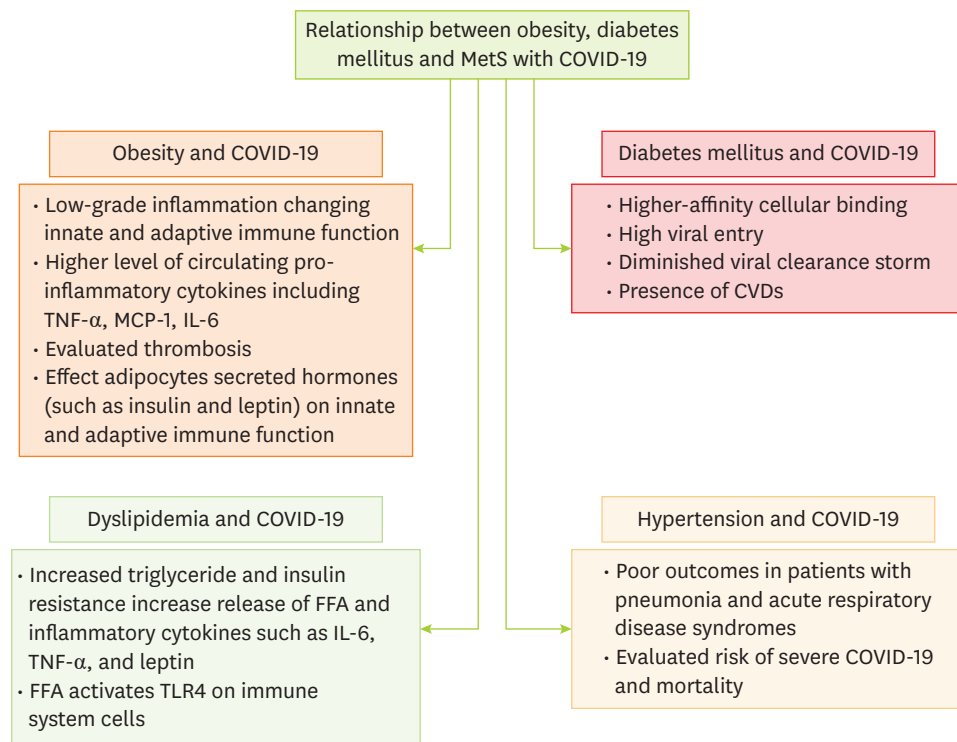 Relationship between obesity, diabetes
mellitus and MetS with COVID-19
Obesity and COVID-19
· Low-grade inflammation changing
innate and adaptive immune function
· Higher level of circulating pro-
inflammatory cytokines including
TNF-α, MCP-1, IL-6
· Evaluated thrombosis
· Effect adipocytes secreted hormones
(such as insulin and leptin) on innate
and adaptive immune function
Diabetes mellitus and COVID-19
· Higher-affinity cellular binding
· High viral entry
· Diminished viral clearance storm
· Presence of CVDs
Dyslipidemia and COVID-19
· Increased triglyceride and insulin
resistance increase release of FFA and
inflammatory cytokines such as IL-6,
TNF-α, and leptin
· FFA activates TLR4 on immune
system cells
Hypertension and COVID-19
· Poor outcomes in patients with
pneumonia and acute respiratory
disease syndromes
· Evaluated risk of severe COVID-19
and mortality